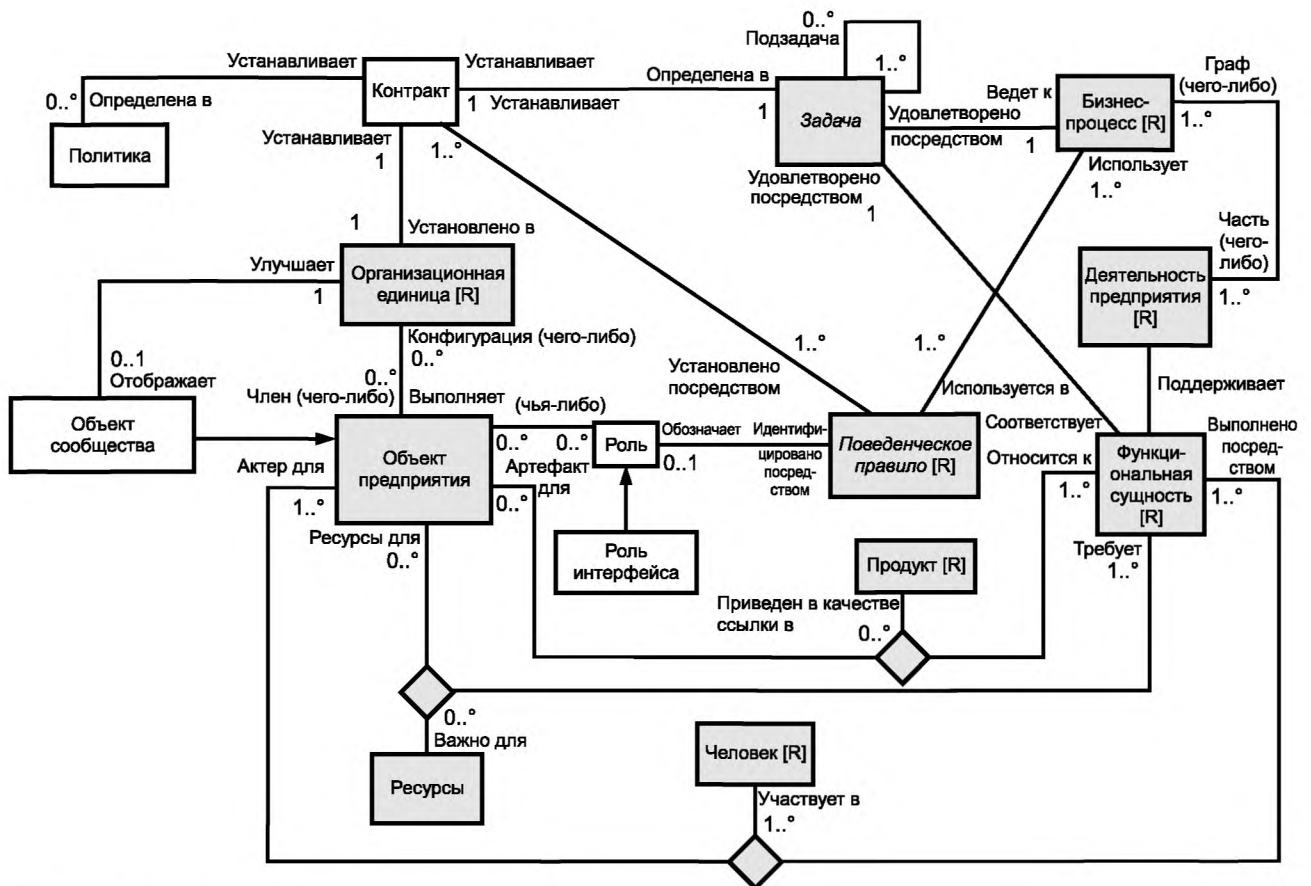 0..°
Подзадача
1..°
Устанавливает
Контракт
Устанавливает
1
Устанавливает
Определена в
1
Задача
Ведет к
Удовлетворено
посредством
1
Бизнес-
процесс [R]
Граф
(чего-либо)
1..°
0..°
Определена в
Политика
Устанавливает
1
1..°
Удовлетворено
посредством
1
Использует
1..°
1
Установлено в
Часть
(чего-
либо)
1..°
Улучшает
1
Организационная
единица [R]
Деятельность
предприятия
[R]
Конфигурация (чего-либо)
0..°
1..°
Установлено
посредством
1..°
Используется в
Поддерживает
0..1
Отображает
Объект
сообщества
0..°
Член (чего-либо)
Выполняет
(чья-либо)
0..°
0..°
Роль
Обозначает
0..1
Идентифи-
цировано
посред-
ством
Поведенческое
правило [R]
Соответствует
Относится к
1..°
Функци-
ональная
сущность
[R]
Выполнено
посред-
ством
1..°
Актер для
1..°
Объект
предприятия
Артефакт
для
0..°
Ресурсы для
0..°
Роль
интерфейса
Продукт [R]
Требует
1..°
Приведен в качестве
ссылки в
0..°
0..°
Важно для
Ресурсы
Человек [R]
Участвует в
1..°